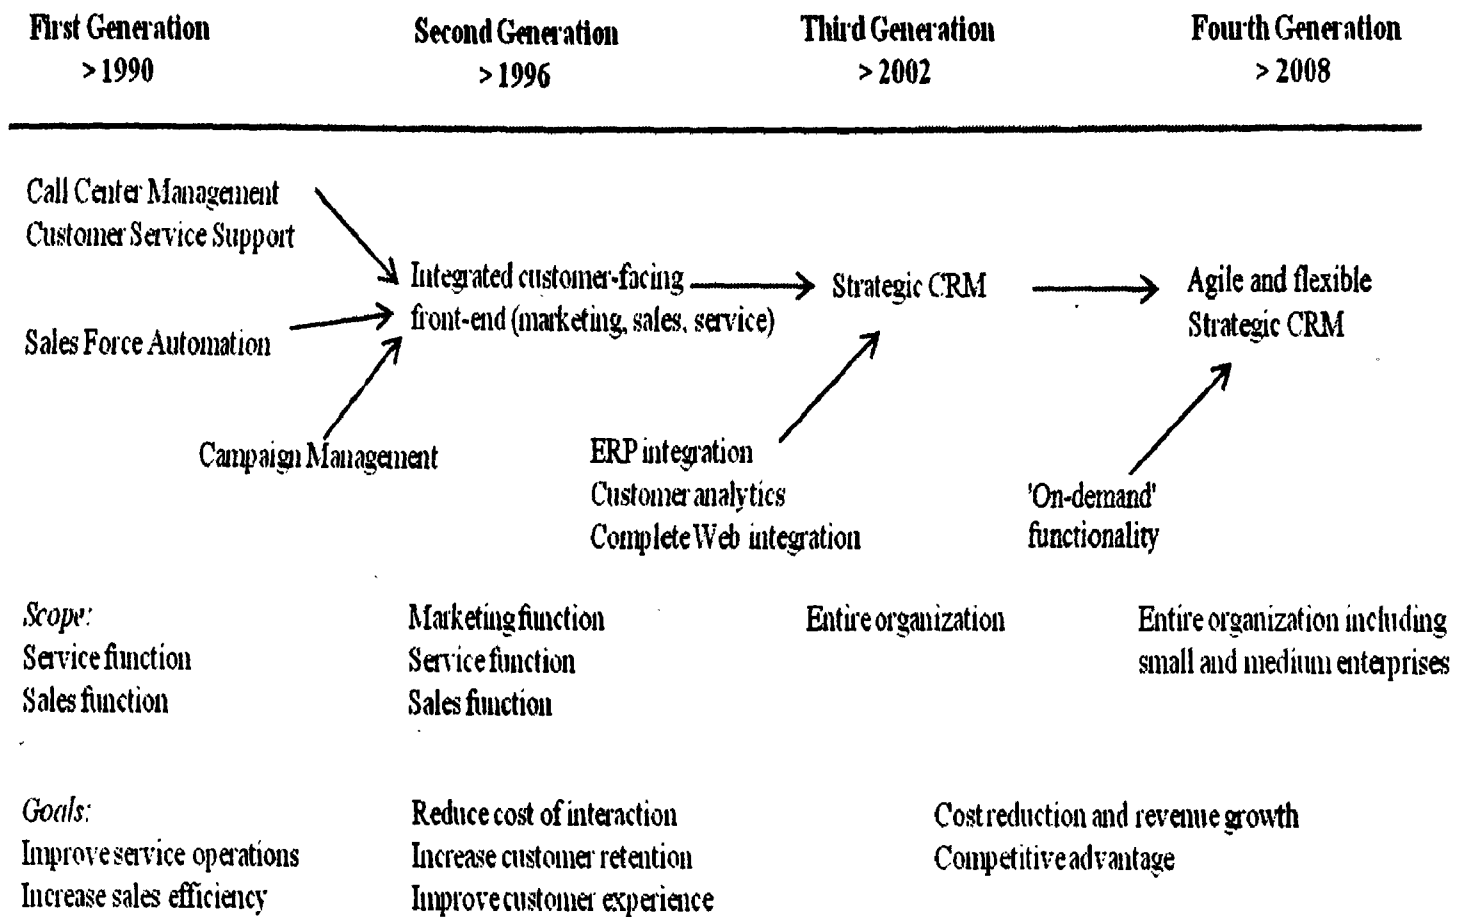 First Generation
> 1990
Second Generation
> 1996
Third Generation
> 2002
Fourth Generation
> 2008
Call Center Management
Customer Service Support
Sales Force Automation
Campaign Management
Integrated customer-facing
front-end (marketing, sales, service)
Strategic CRM
Agile and flexible
Strategic CRM
ERP integration
Customer analytics
Complete Web integration
'On-demand'
functionality
Scope:
Service function
Sales function
Marketing function
Service function
Sales function
Entire organization
Entire organization including
small and medium enterprises
Goals:
Improve service operations
Increase sales efficiency
Reduce cost of interaction
Increase customer retention
Improve customer experience
Cost reduction and revenue growth
Competitive advantage